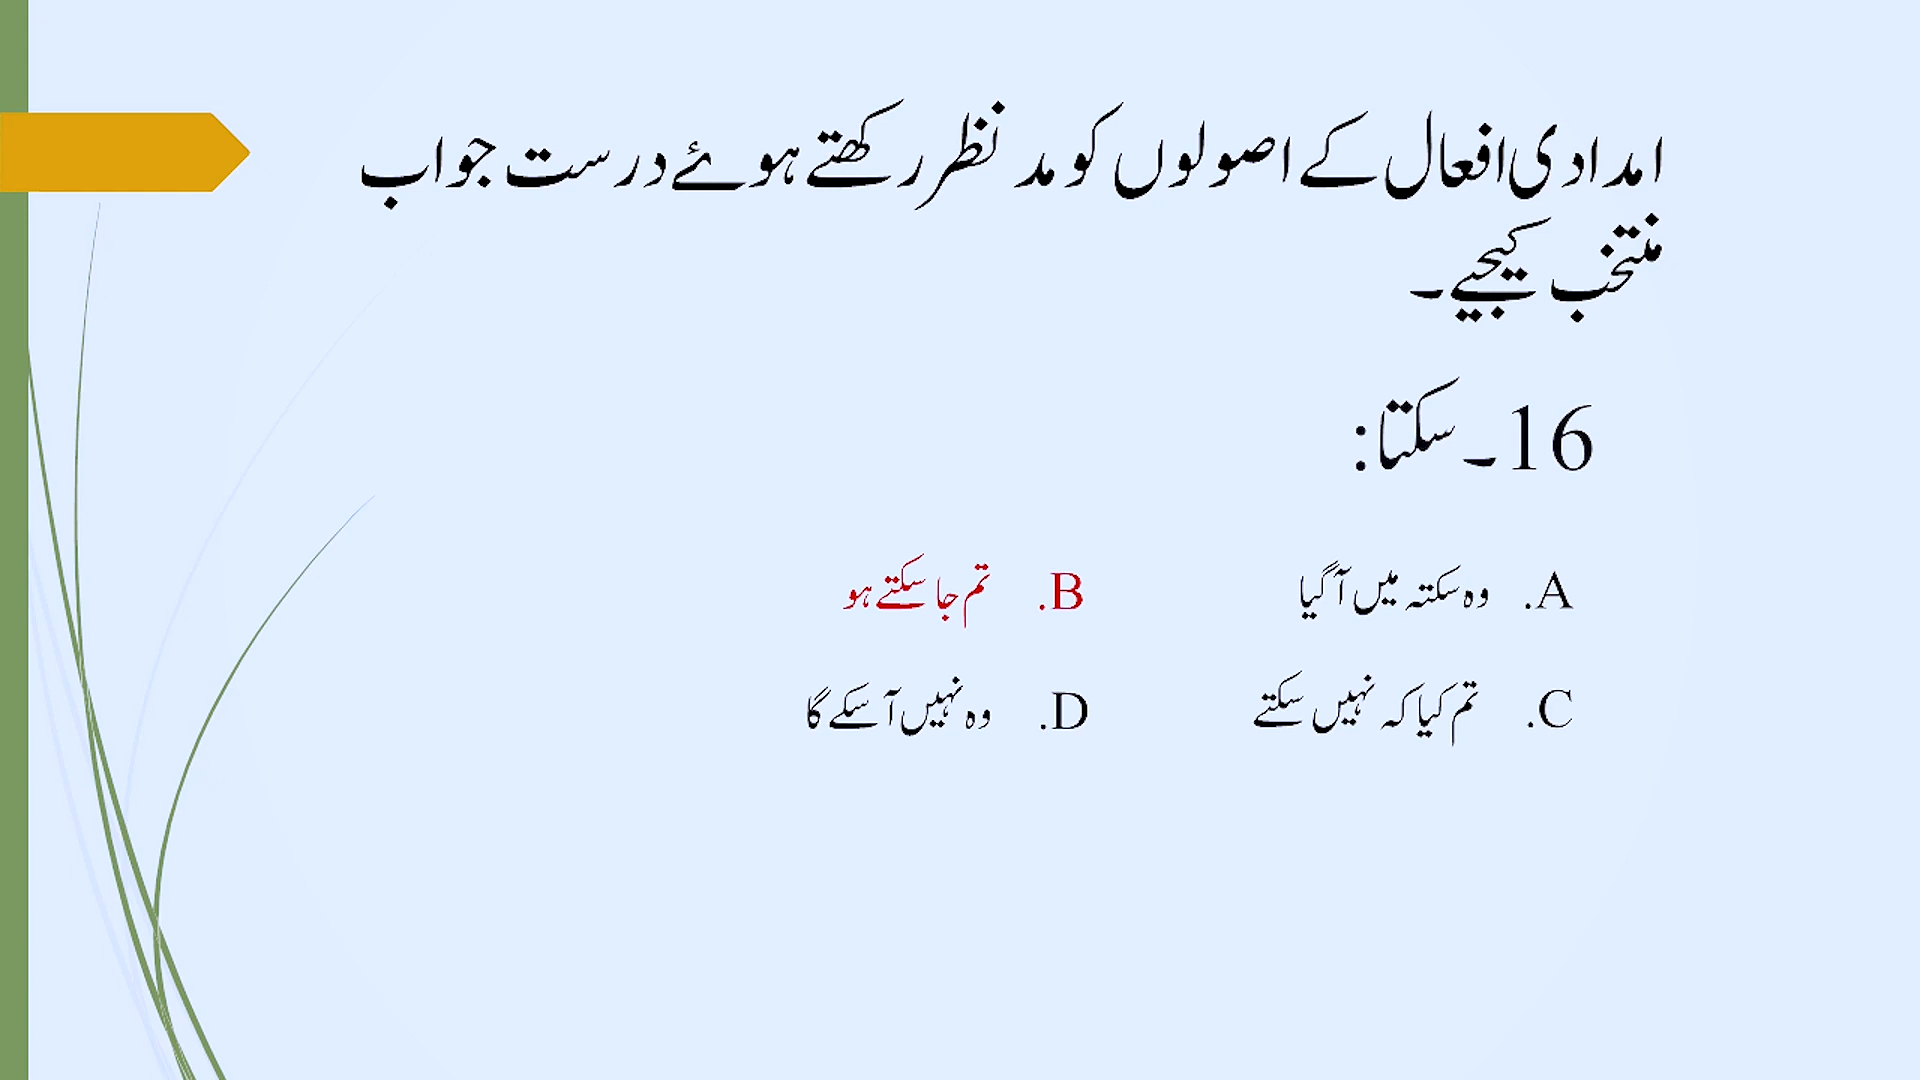 امدادی افعال کے اصولوں کو مد نظر رکھتے ہوئے درست جواب
منتخب کیجیے۔
16۔سکتا:
A. وہ سکتہ میں آگیا B. تم جا سکتے ہو
C. تم کیا کہ نہیں سکتے D. وہ نہیں آ سکے گا